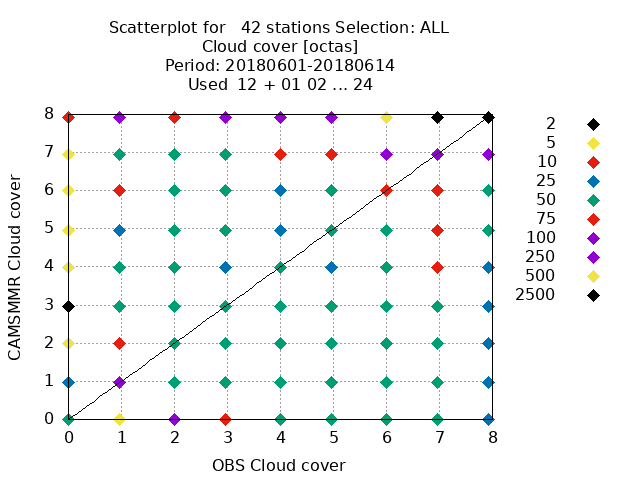 Scatterplot for   42 stations Selection: ALL
Cloud cover [octas]
Period: 20180601-20180614
Used  12 + 01 02 ... 24
CAMSMMR Cloud cover
8
7
6
5
4
3
2
1
0
0 1 2 3 4 5 6 7 8
OBS Cloud cover
2
5
10
25
50
75
100
250
500
2500